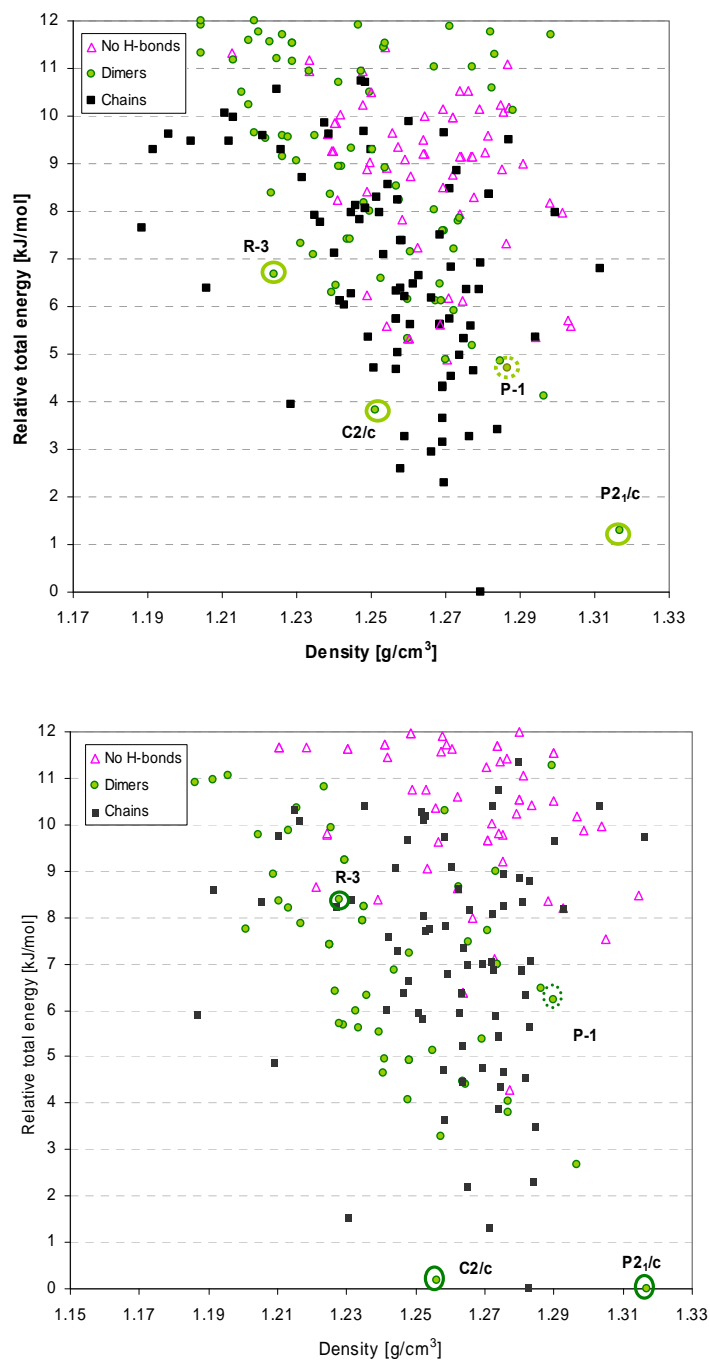 12
11
10
9
8
7
6
5
4
3
2
1
0
Relative total energy [kJ/mol]
No H-bonds
Dimers
Chains
R-3
C2/c
P-1
P2₁/c
1.17 1.19 1.21 1.23 1.25 1.27 1.29 1.31 1.33
Density [g/cm³]
12
11
10
9
8
7
6
5
4
3
2
1
0
Relative total energy [kJ/mol]
No H-bonds
Dimers
Chains
R-3
P-1
C2/c
P2₁/c
1.15 1.17 1.19 1.21 1.23 1.25 1.27 1.29 1.31 1.33
Density [g/cm³]